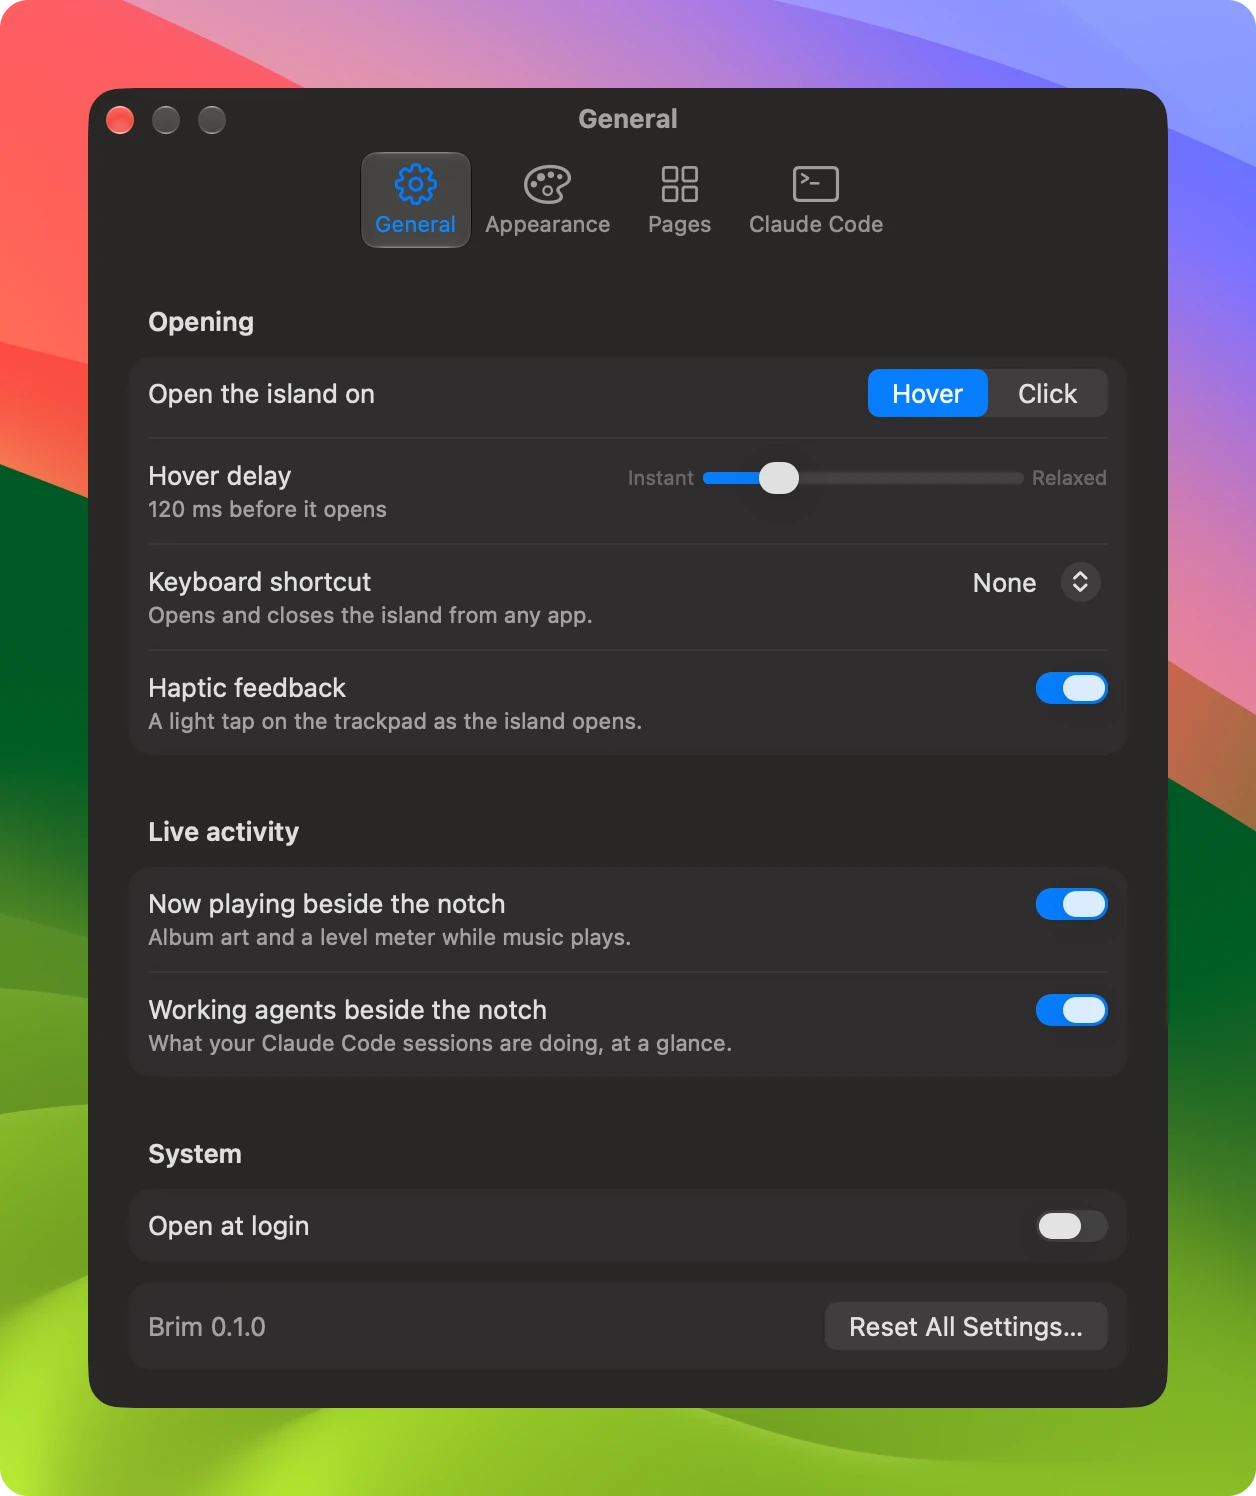 General
General
Appearance
Pages
Claude Code
Opening
Open the island on
Hover
Click
Hover delay
Instant
Relaxed
120 ms before it opens
Keyboard shortcut
None
Opens and closes the island from any app.
Haptic feedback
A light tap on the trackpad as the island opens.
Live activity
Now playing beside the notch
Album art and a level meter while music plays.
Working agents beside the notch
What your Claude Code sessions are doing, at a glance.
System
Open at login
Brim 0.1.0
Reset All Settings...